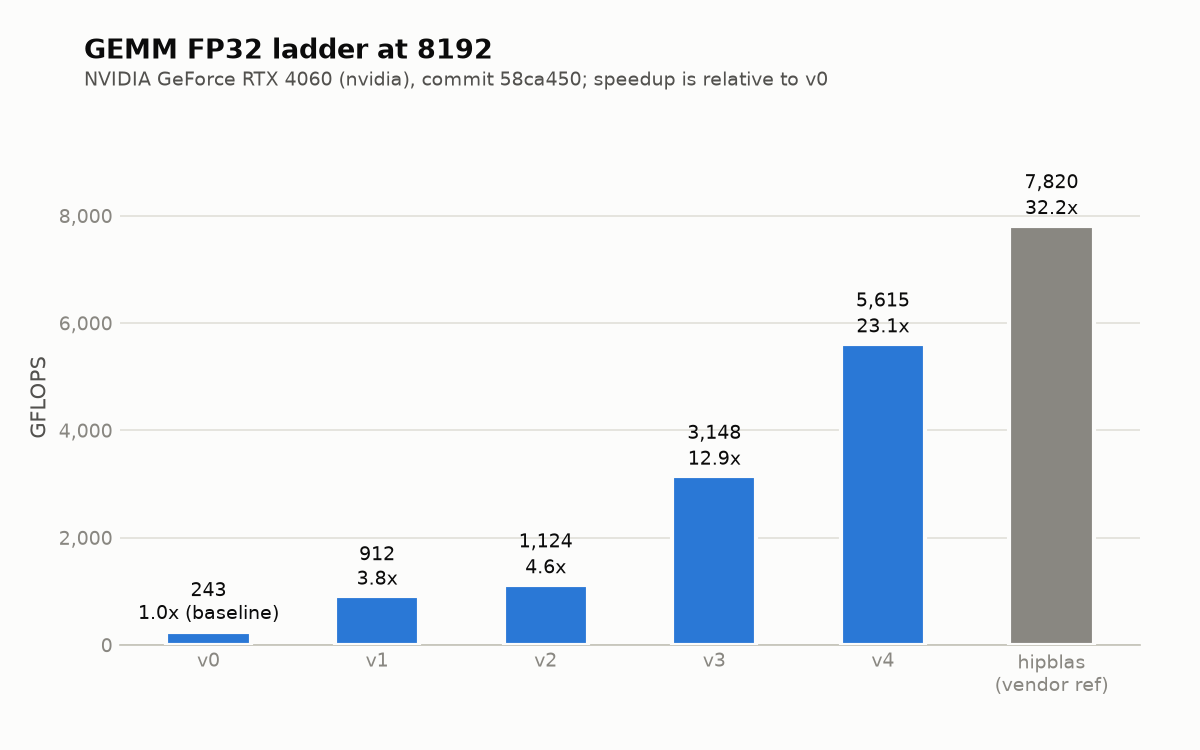 GEMM FP32 ladder at 8192
NVIDIA GeForce RTX 4060 (nvidia), commit 58ca450; speedup is relative to v0
GFLOPS
8,000
6,000
4,000
2,000
0
243
1.0x (baseline)
912
3.8x
1,124
4.6x
3,148
12.9x
5,615
23.1x
7,820
32.2x
v0
v1
v2
v3
v4
hipblas
(vendor ref)